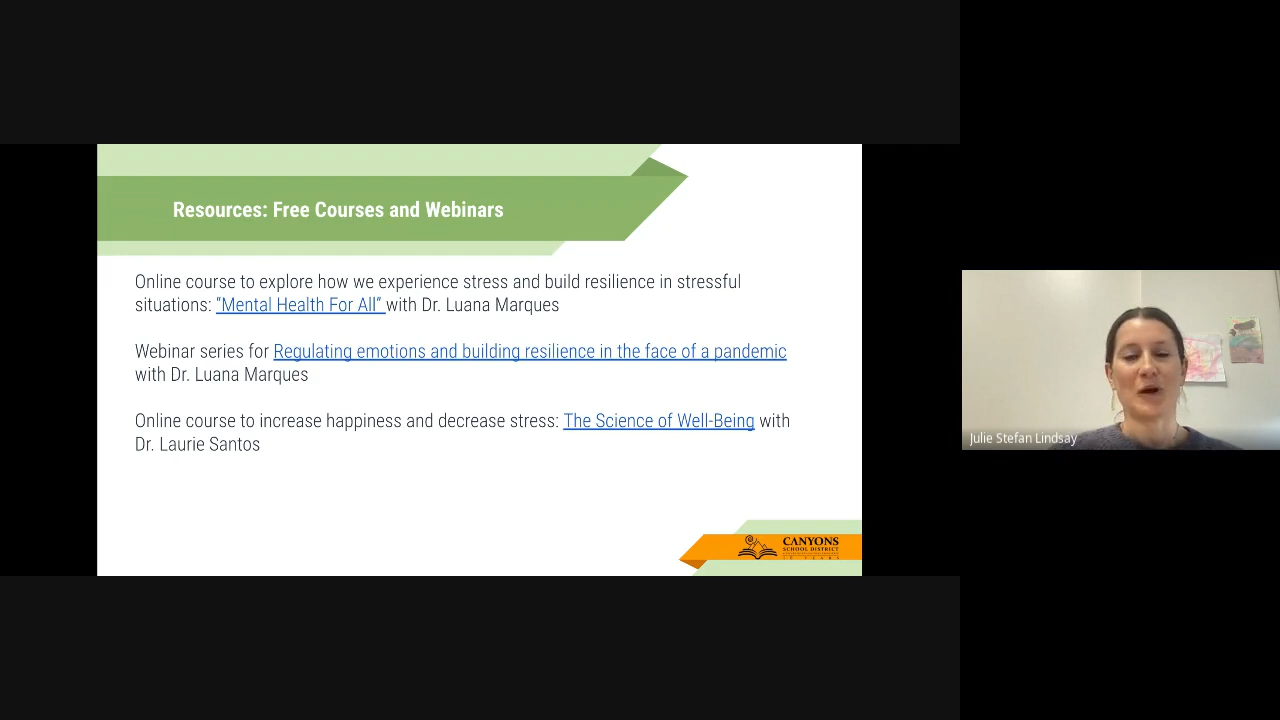 Resources: Free Courses and Webinars
Online course to explore how we experience stress and build resilience in stressful
situations: “Mental Health For All” with Dr. Luana Marques
Webinar series for Regulating emotions and building resilience in the face of a pandemic
with Dr. Luana Marques
Online course to increase happiness and decrease stress: The Science of Well-Being with
Dr. Laurie Santos
CANYONS
SCHOOL DISTRICT
Julie Stefan Lindsay